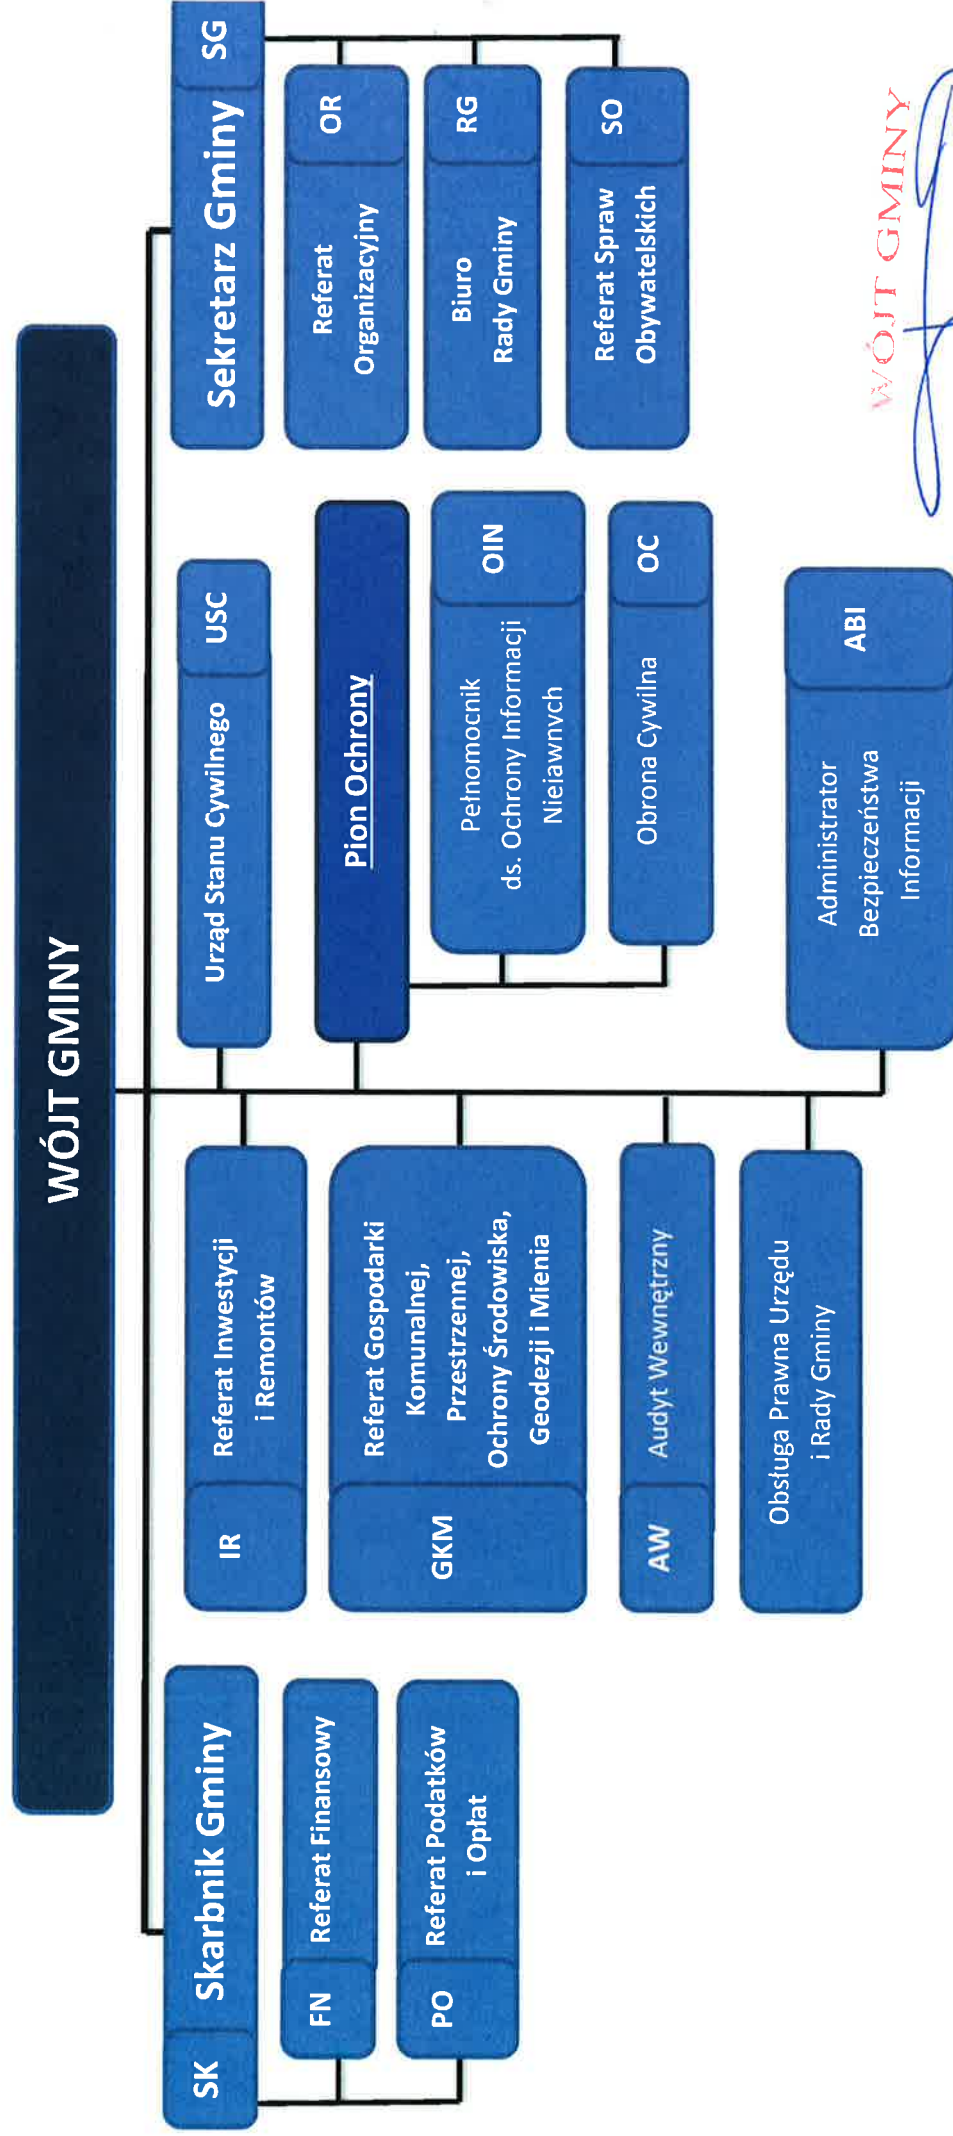 WÓJT GMINY
SK
Skarbnik Gminy
FN
Referat Finansowy
PO
Referat Podatków
i Opłat
IR
Referat Inwestycji
i Remontów
GKM
Referat Gospodarki
Komunalnej,
Przestrzennej,
Ochrony Środowiska,
Geodezji i Mienia
AW
Audyt Wewnętrzny
Obsługa Prawna Urzędu
i Rady Gminy
Urząd Stanu Cywilnego
USC
Pion Ochrony
Pełnomocnik
ds. Ochrony Informacji
Niejawnych
OIN
Obrona Cywilna
OC
Administrator
Bezpieczeństwa
Informacji
ABI
Sekretarz Gminy
SG
Referat
Organizacyjny
OR
Biuro
Rady Gminy
RG
Referat Spraw
Obywatelskich
SO
WÓJT GMINY